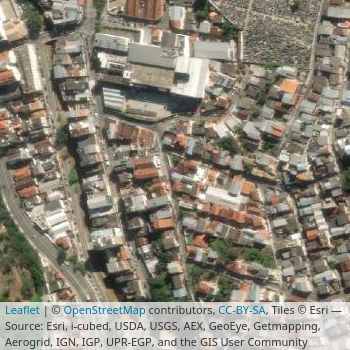 Leaflet | © OpenStreetMap contributors, CC-BY-SA, Tiles © Esri —
Source: Esri, i-cubed, USDA, USGS, AEX, GeoEye, Getmapping,
Aerogrid, IGN, IGP, UPR-EGP, and the GIS User Community